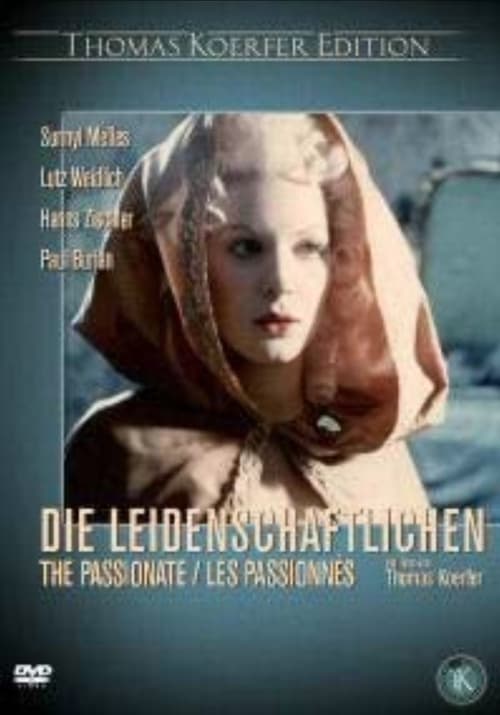 THOMAS KOERFER EDITION
Sunnyi Melles
Lutz Weidlich
Hanns Zischler
Paul Burian
DIE LEIDENSCHAFTLICHEN
THE PASSIONATE / LES PASSIONNÉS
Thomas Koerfer
DVD
VIDEO
K